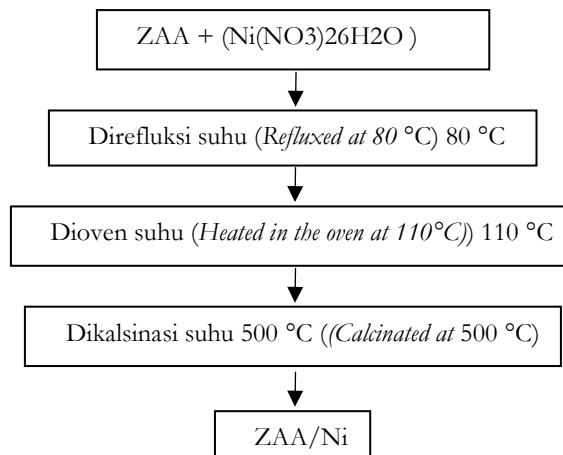 ZAA + (Ni(NO3)26H2O )
Direfluksi suhu (Refluxed at 80 °C) 80 °C
Dioven suhu (Heated in the oven at 110°C)) 110 °C
Dikalsinasi suhu 500 °C ((Calcinated at 500 °C)
ZAA/Ni